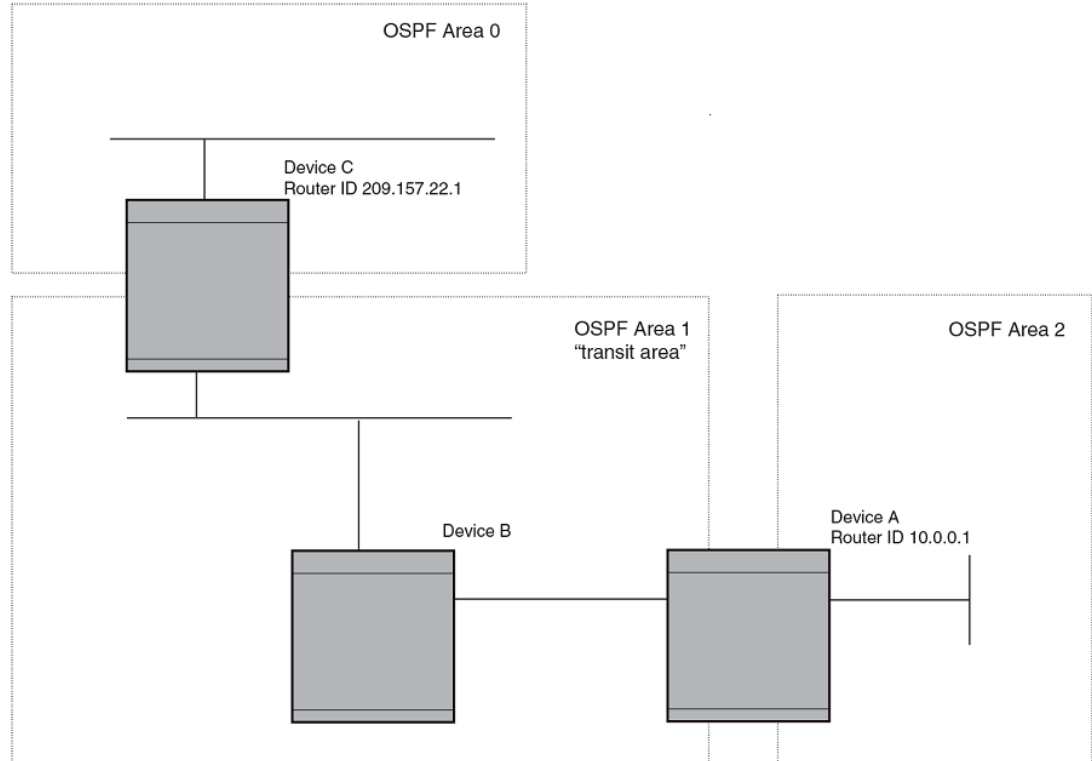 OSPF Area 0
Device C
Router ID 209.157.22.1
OSPF Area 1
“transit area”
OSPF Area 2
Device B
Device A
Router ID 10.0.0.1